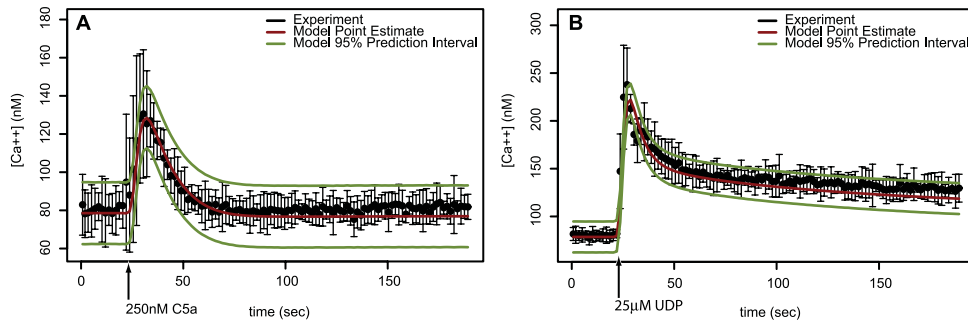 A
Experiment
Model Point Estimate
Model 95% Prediction Interval
[Ca++] (nM)
180
160
140
120
100
80
60
0
50
100
150
250nM C5a
time (sec)
B
Experiment
Model Point Estimate
Model 95% Prediction Interval
[Ca++] (nM)
300
250
200
150
100
0
50
100
150
25μM UDP
time (sec)